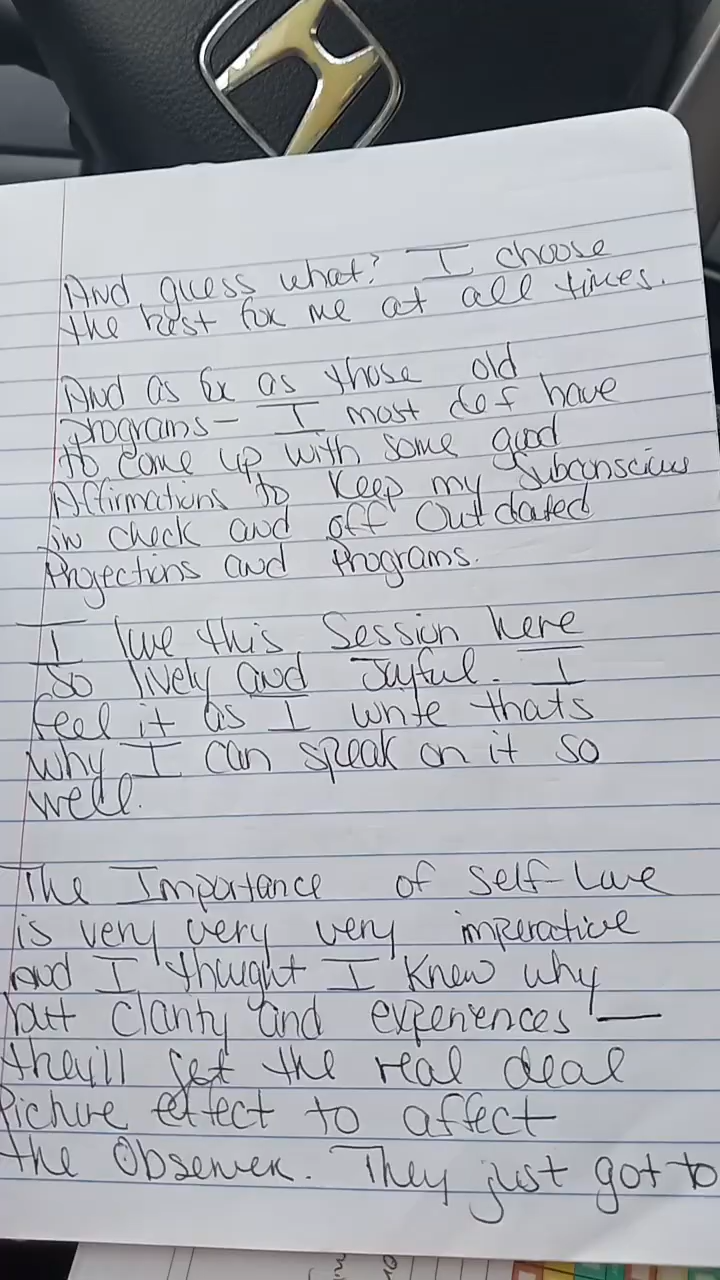 And guess what? I choose
the best for me at all times.
And as fx as those old
programs— I most def have
to come up with some good
Affirmations to keep my Subconscious
in check and off Outdated
Projections and Programs.
I love this Session here
so lively and Joyful. I
feel it as I write thats
why I can speak on it so
well.
The Importance of self-Love
is very very very imperative
and I thought I knew why
but clarity and experiences —
they'll set the real deal
Picture effect to affect
the Observer. They just got to